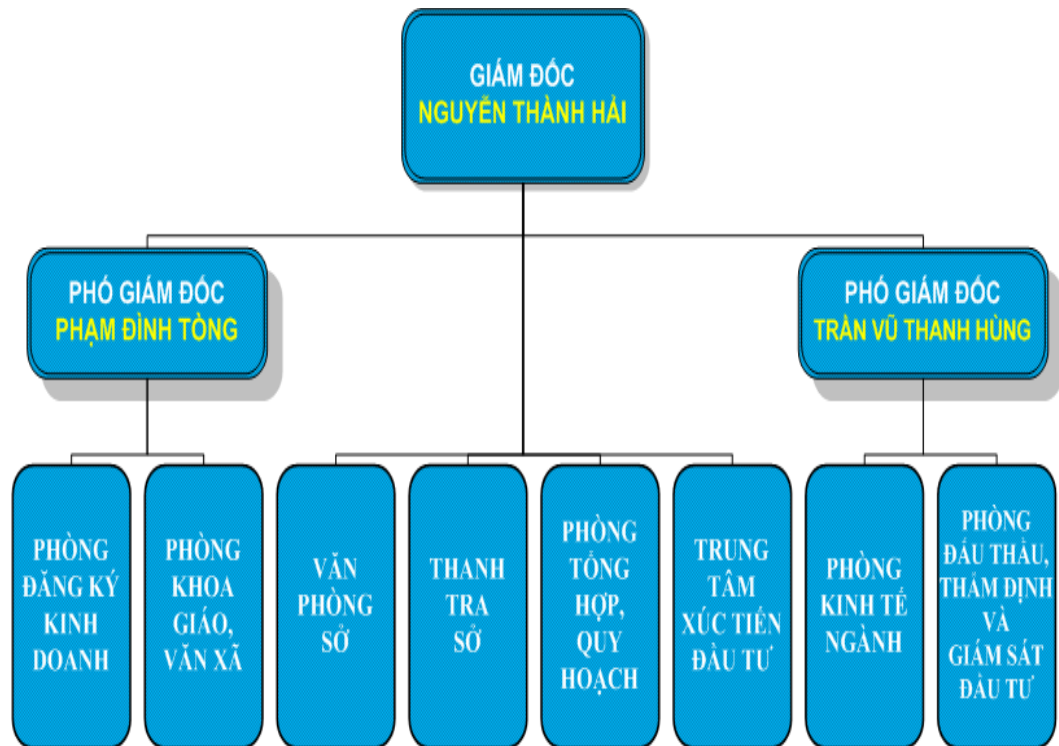 GIÁM ĐỐC
NGUYỄN THÀNH HẢI
PHÓ GIÁM ĐỐC
PHẠM ĐÌNH TÒNG
PHÓ GIÁM ĐỐC
TRẦN VŨ THANH HÙNG
PHÒNG
ĐĂNG KÝ
KINH
DOANH
PHÒNG
KHOA
GIÁO,
VĂN XÃ
VĂN
PHÒNG
SỞ
THANH
TRA
SỞ
PHÒNG
TỔNG
HỢP,
QUY
HOẠCH
TRUNG
TÂM
XÚC TIẾN
ĐẦU TƯ
PHÒNG
KINH TẾ
NGÀNH
PHÒNG
ĐẤU THẦU,
THẨM ĐỊNH
VÀ
GIÁM SÁT
ĐẦU TƯ